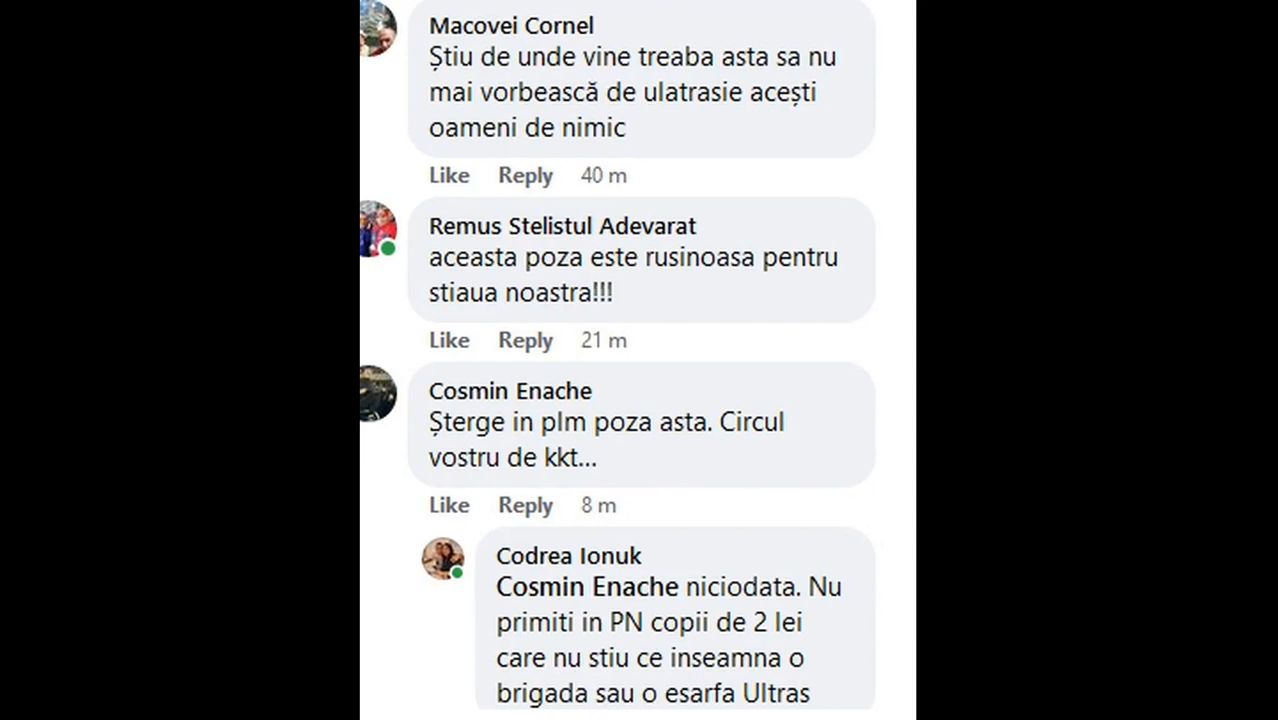 Macovei Cornel
Știu de unde vine treaba asta sa nu
mai vorbească de ulatrasie acești
oameni de nimic
Like Reply 40 m
Remus Stelistul Adevarat
aceasta poza este rusinoasa pentru
stiaua noastra!!!
Like Reply 21 m
Cosmin Enache
Șterge in plm poza asta. Circul
vostru de kkt...
Like Reply 8 m
Codrea Ionuk
Cosmin Enache niciodata. Nu
primiti in PN copii de 2 lei
care nu stiu ce inseamna o
brigada sau o esarfa Ultras